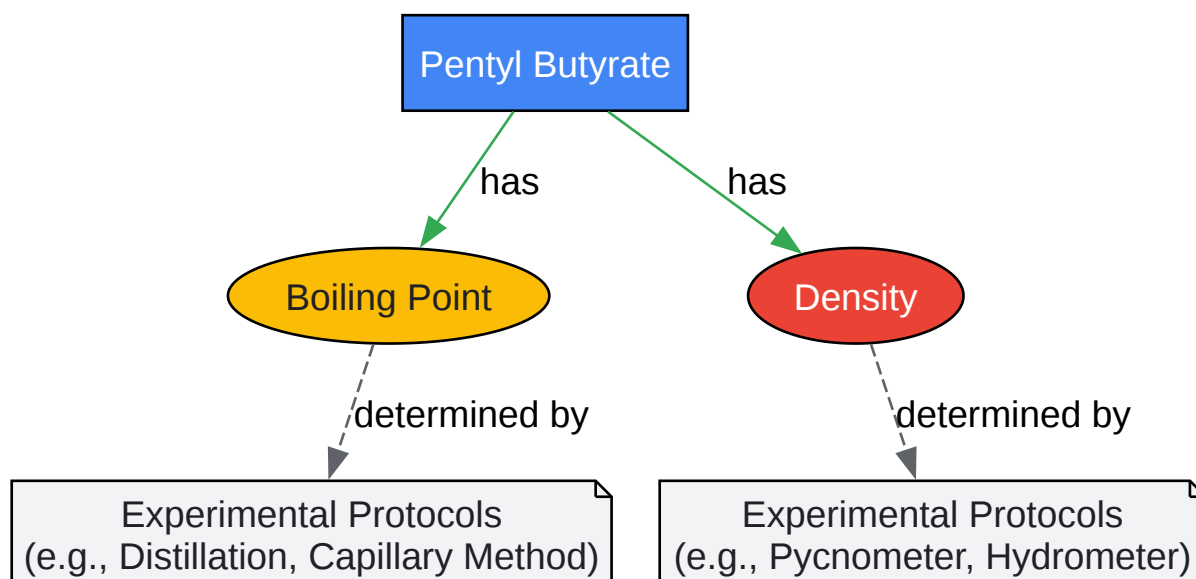 Pentyl Butyrate
has
has
Boiling Point
Density
determined by
determined by
Experimental Protocols
(e.g., Distillation, Capillary Method)
Experimental Protocols
(e.g., Pycnometer, Hydrometer)